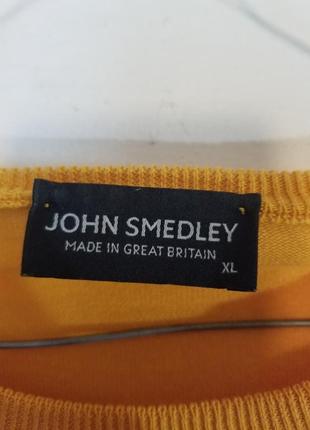 JOHN SMEDLEY
MADE IN GREAT BRITAIN
XL